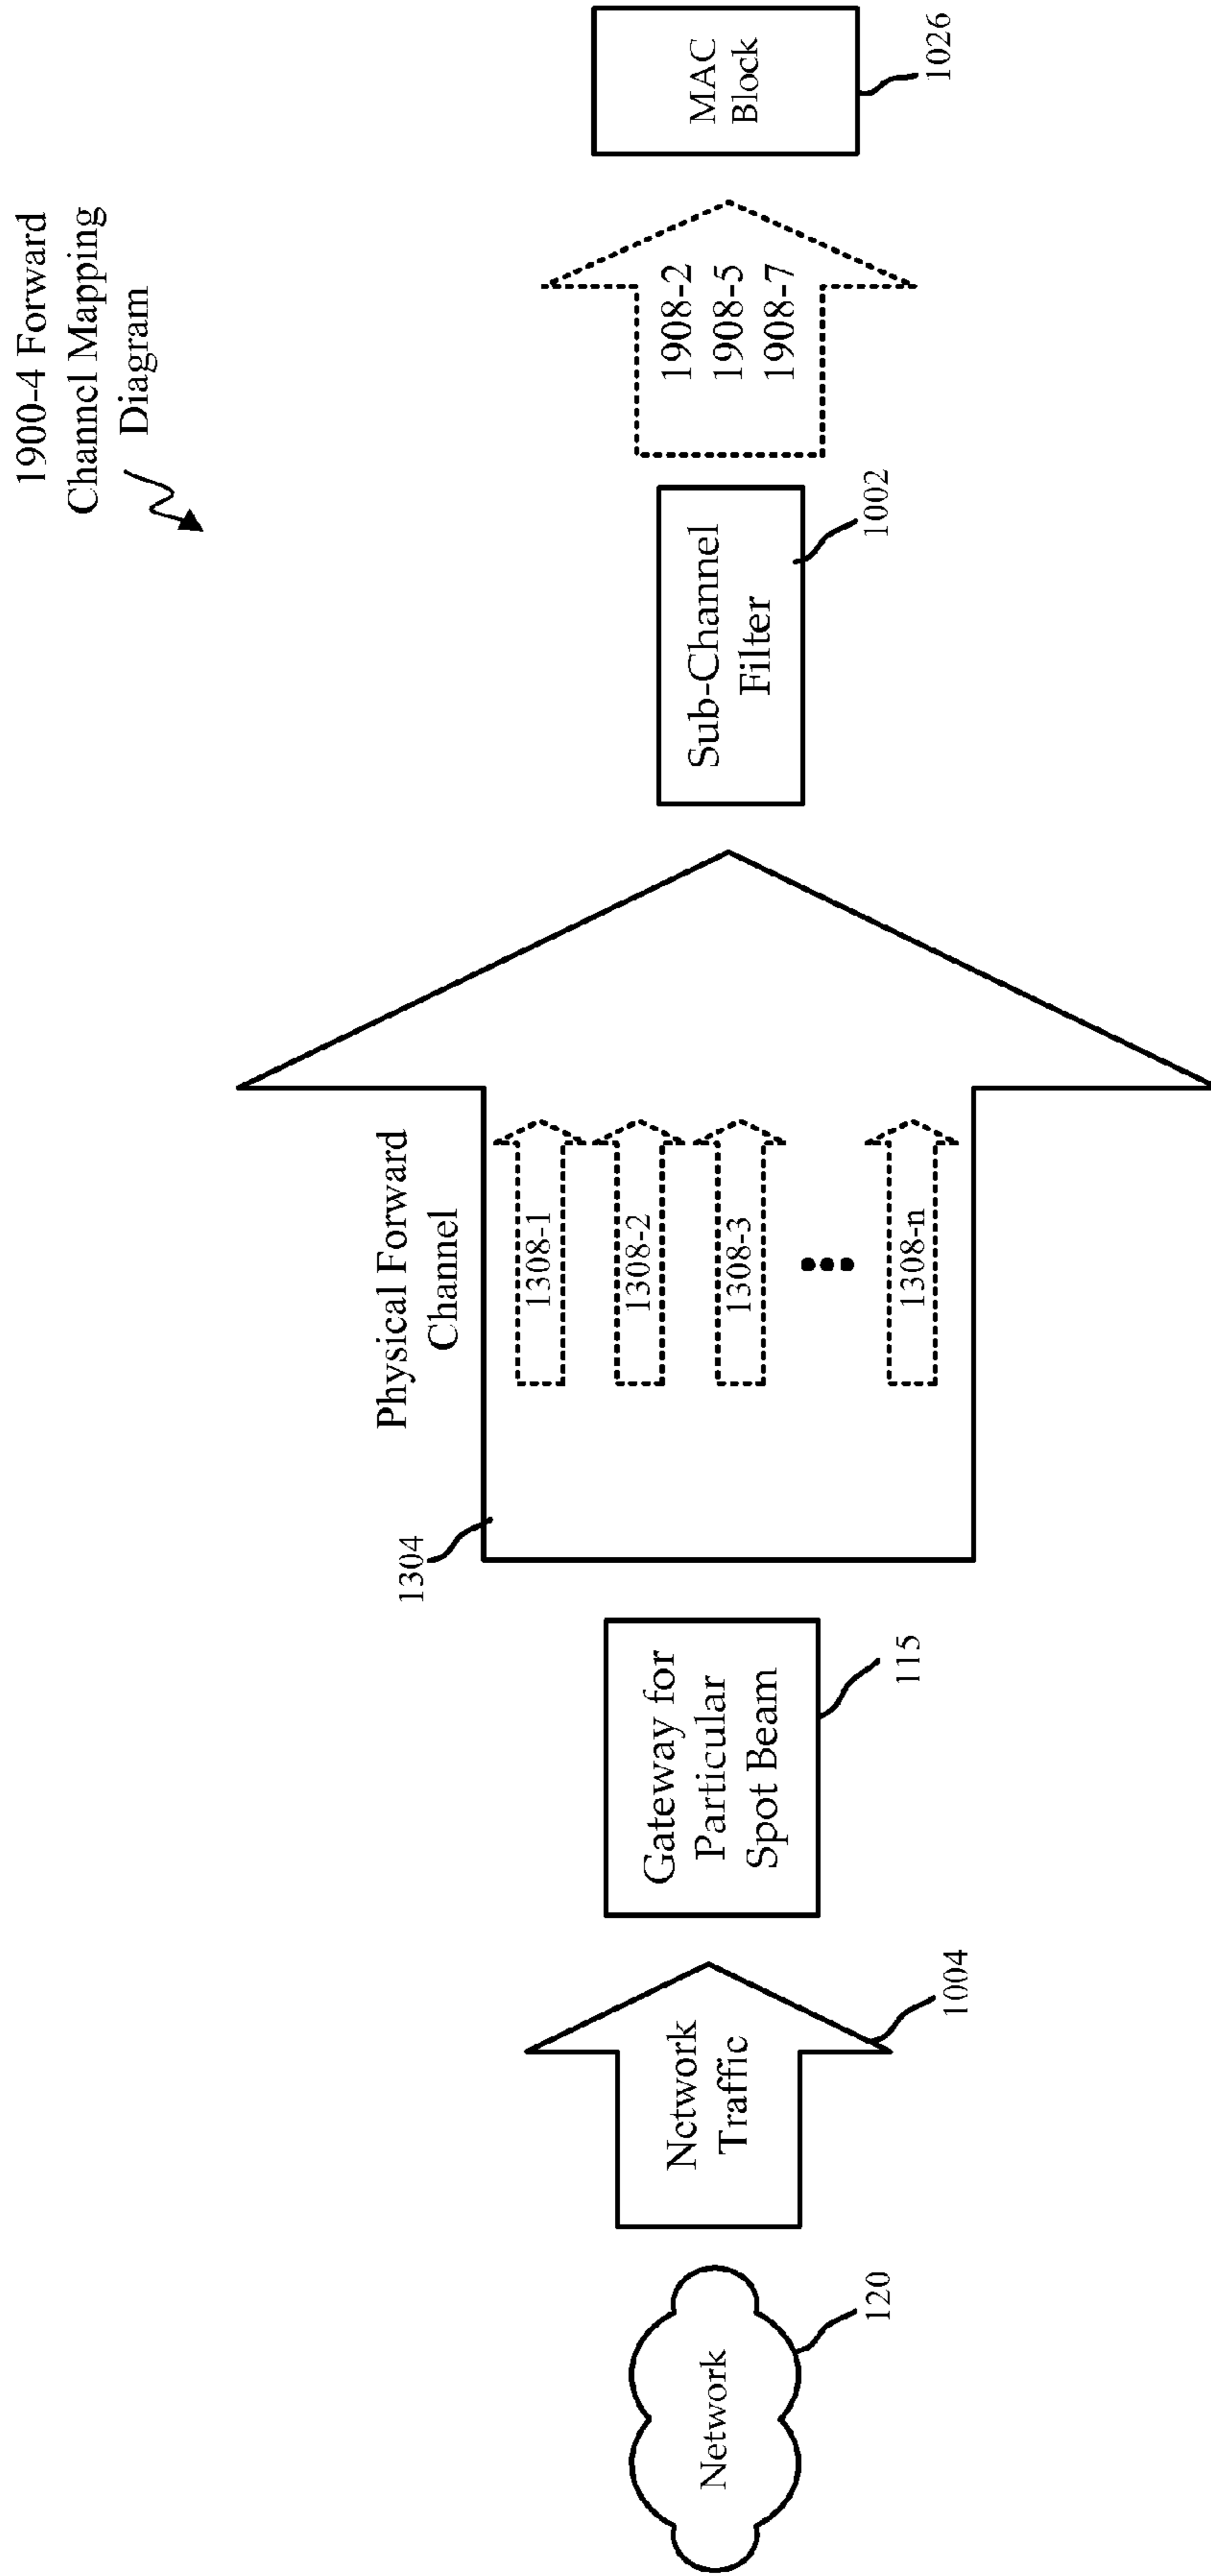 1900-4 Forward
Channel Mapping
Diagram
Network
120
Network
Traffic
1004
Gateway for
Particular
Spot Beam
115
1304
Physical Forward
Channel
1308-1
1308-2
1308-3
1308-n
Sub-Channel
Filter
1002
1908-2
1908-5
1908-7
MAC
Block
1026